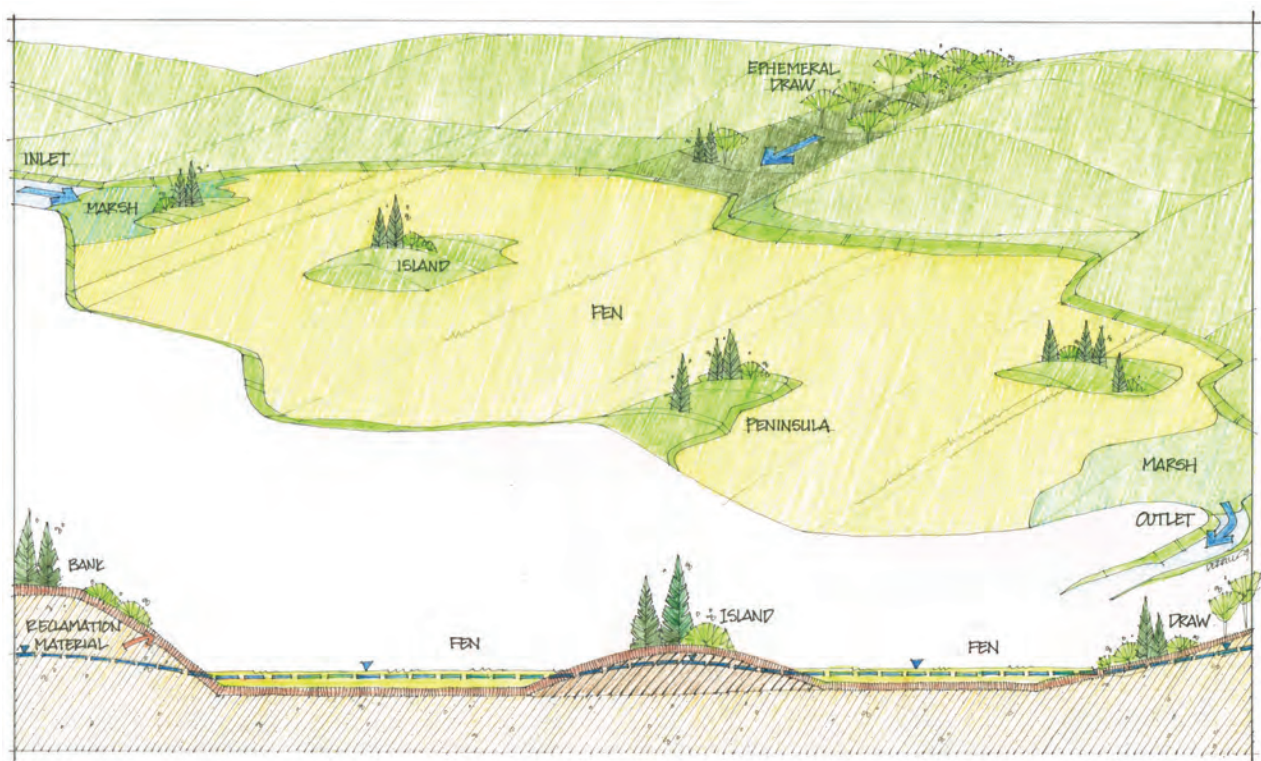 EPHEMERAL
DRAW
INLET
MARSH
ISLAND
FEN
PENINSULA
MARSH
OUTLET
BANK
ISLAND
DRAW
RECLAMATION
MATERIAL
FEN
FEN